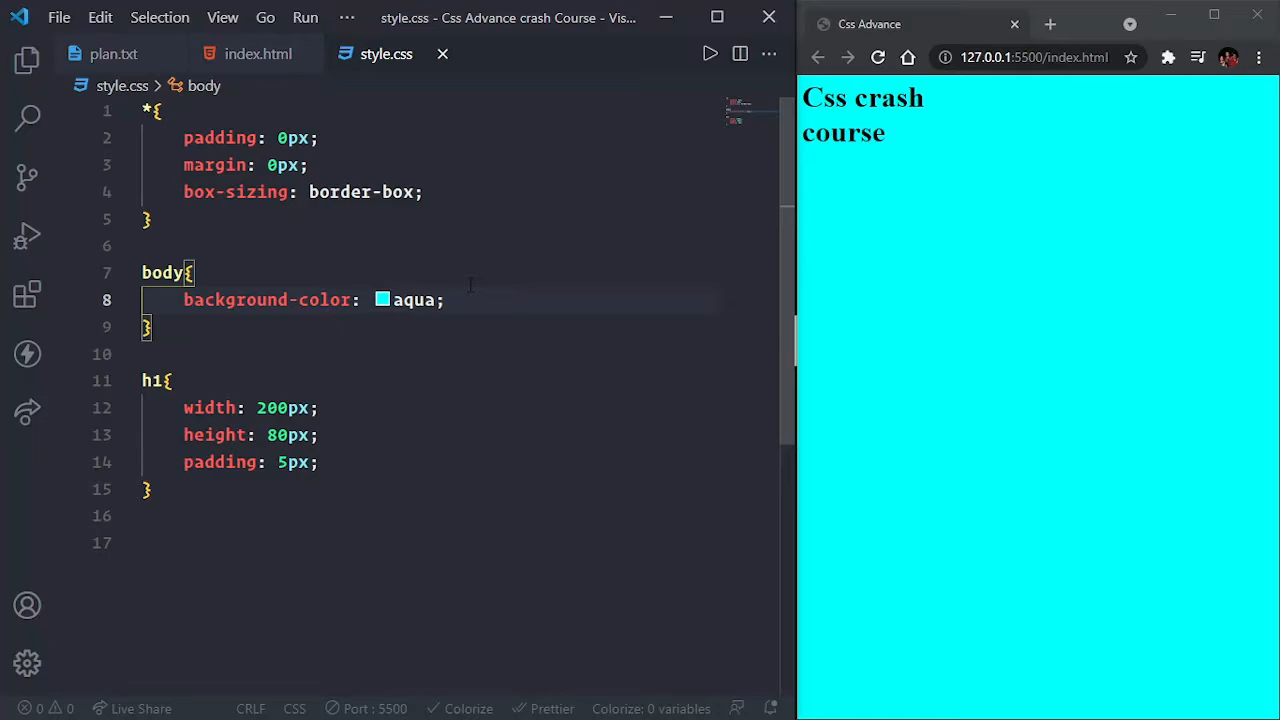 File Edit Selection View Go Run ··· style.css - Css Advance crash Course - Vis...
plan.txt index.html style.css
style.css > body
1 *{
2 padding: 0px;
3 margin: 0px;
4 box-sizing: border-box;
5 }
6
7 body{
8 background-color: aqua;
9 }
10
11 h1{
12 width: 200px;
13 height: 80px;
14 padding: 5px;
15 }
16
17
0 0 Live Share CRLF CSS Port : 5500 Colorize Prettier Colorize: 0 variables
Css Advance
127.0.0.1:5500/index.html
Css crash
course